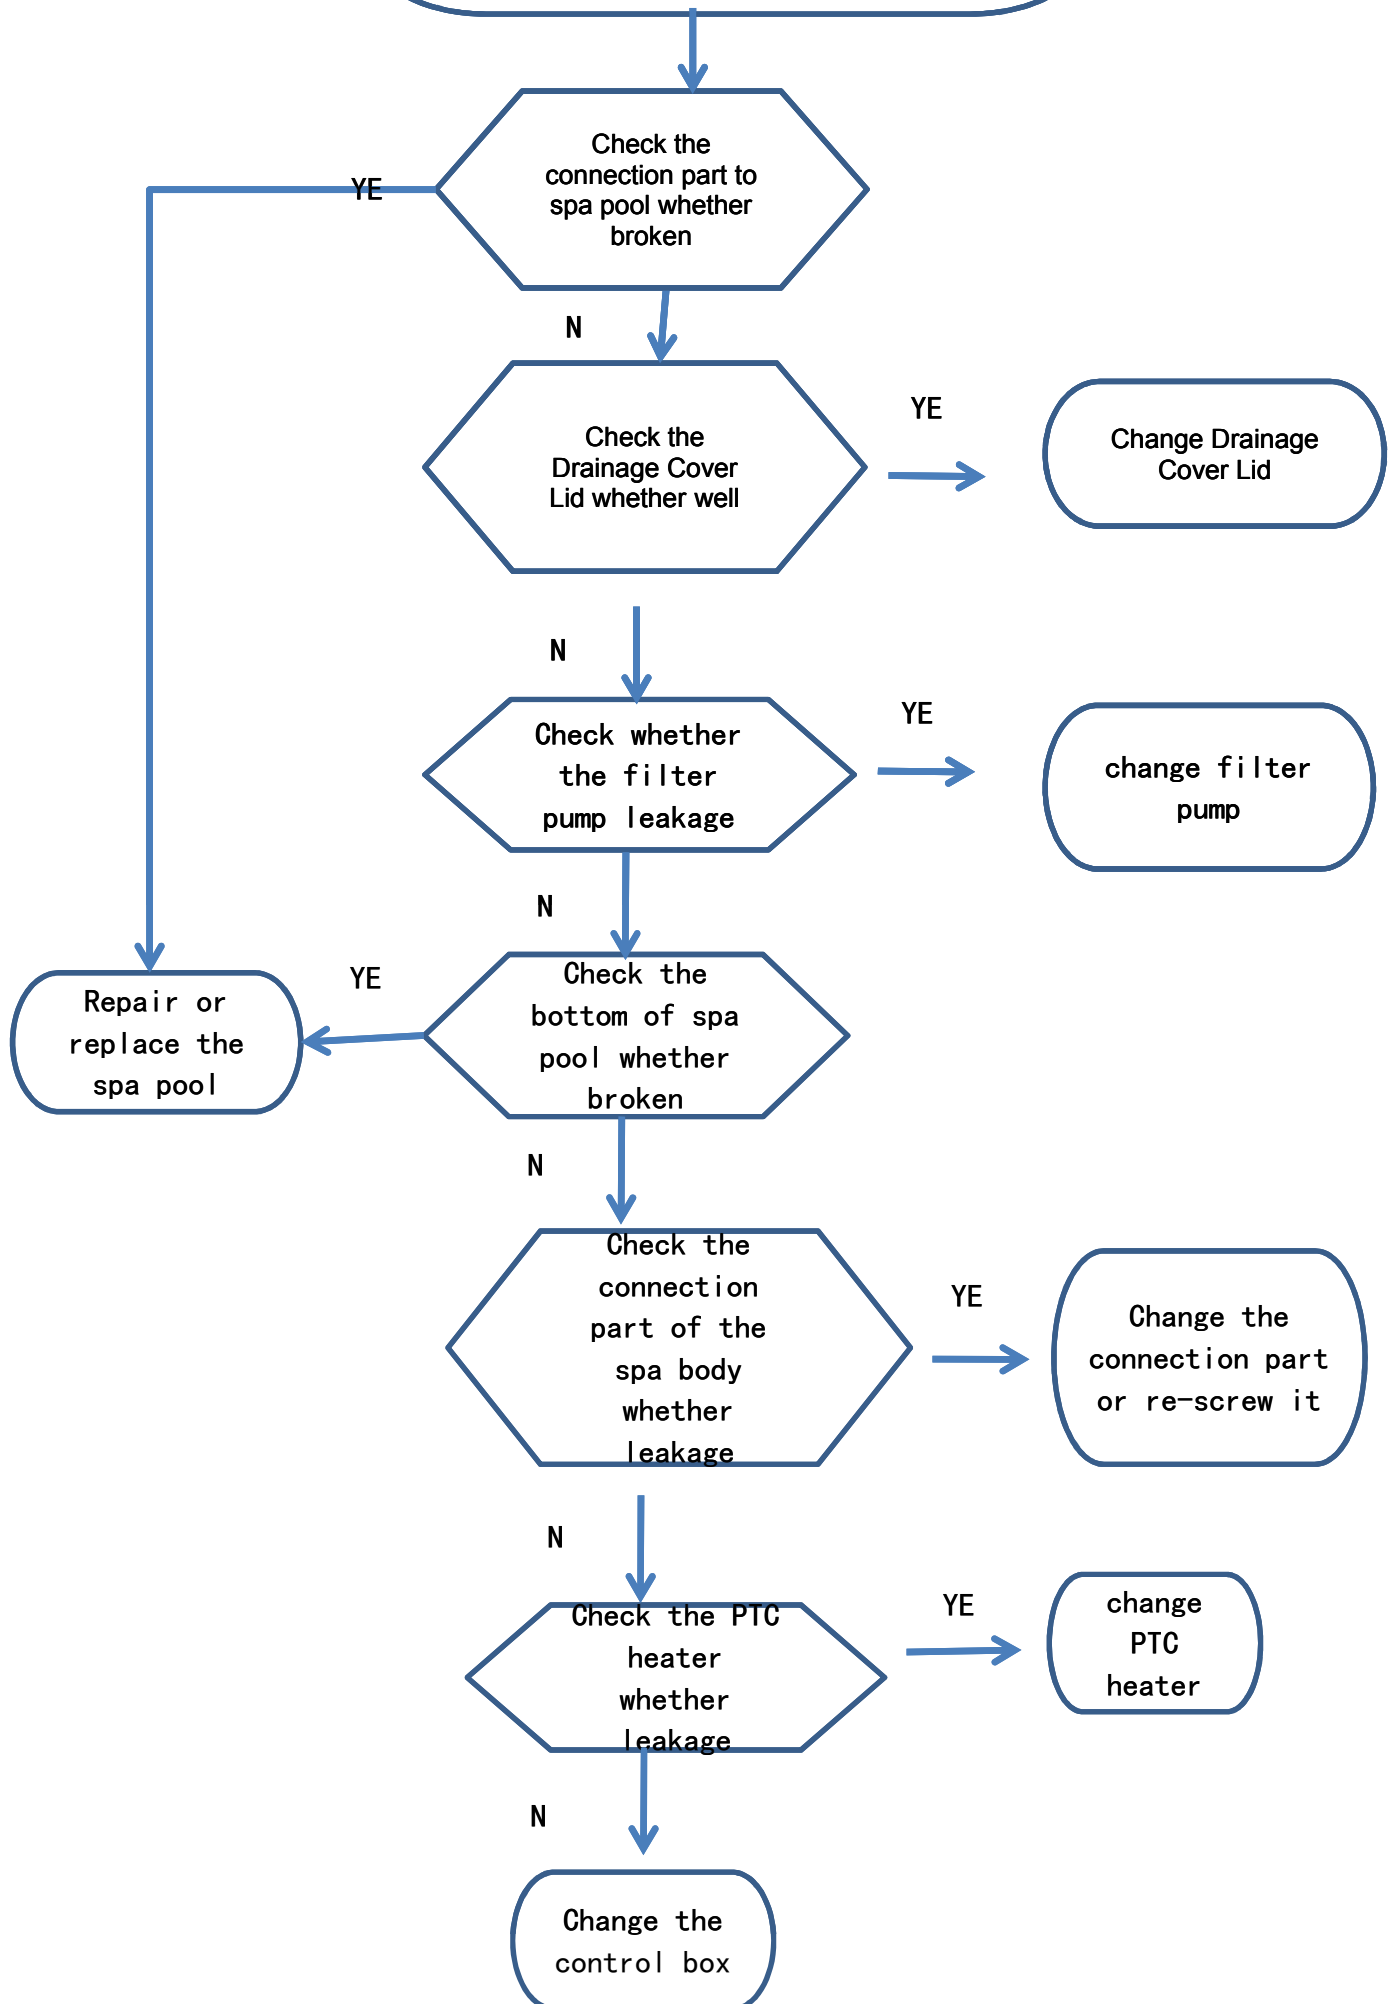 Check the
connection part to
spa pool whether
broken
YE
N
Check the
Drainage Cover
Lid whether well
YE
Change Drainage
Cover Lid
N
Check whether
the filter
pump leakage
YE
change filter
pump
N
Check the
bottom of spa
pool whether
broken
YE
Repair or
replace the
spa pool
N
Check the
connection
part of the
spa body
whether
leakage
YE
Change the
connection part
or re-screw it
N
Check the PTC
heater
whether
leakage
YE
change
PTC
heater
N
Change the
control box